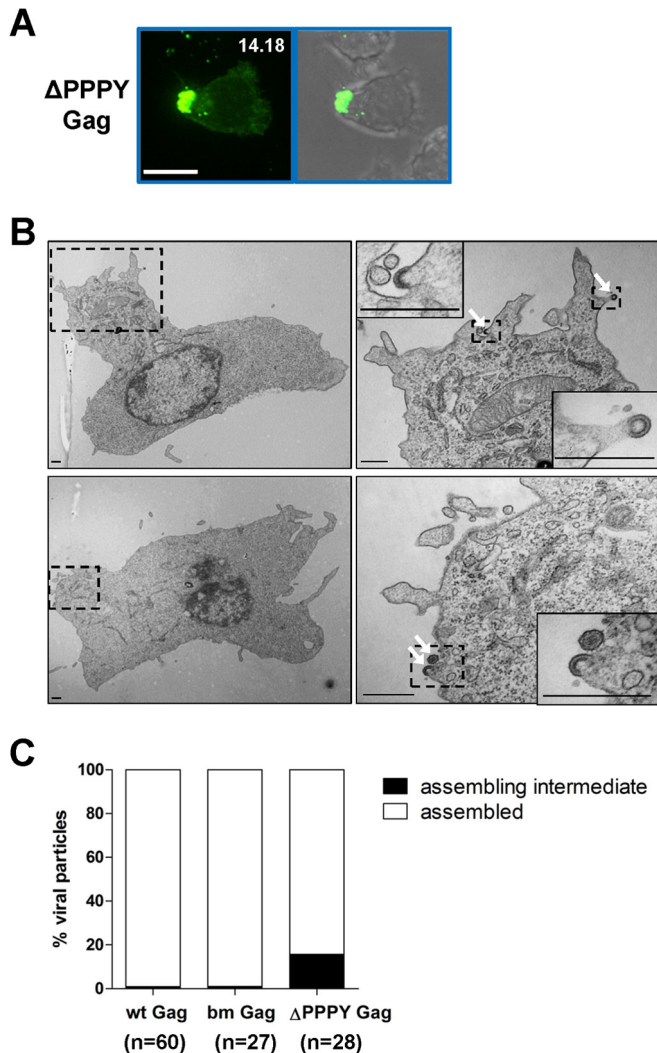 A
14.18
ΔPPPY
Gag
B
C
100
80
60
40
20
0
% viral particles
wt Gag
bm Gag
ΔPPPY Gag
(n=60)
(n=27)
(n=28)
assembling intermediate
assembled